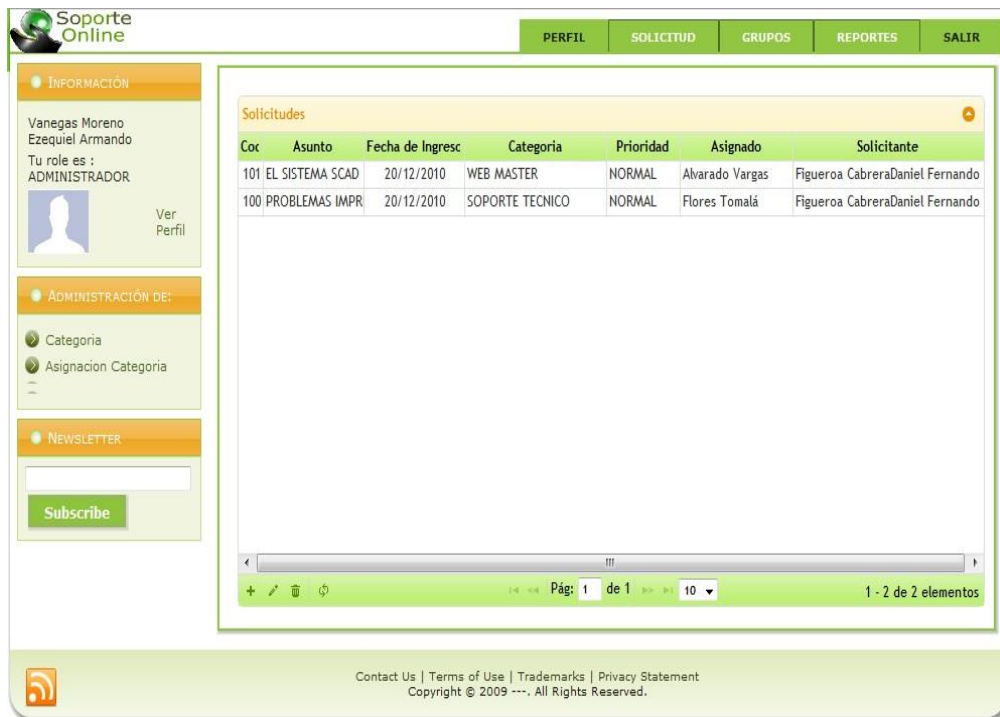 Soporte
Online
PERFIL SOLICITUD GRUPOS REPORTES SALIR
INFORMACIÓN
Vanegas Moreno
Ezequiel Armando
Tu role es :
ADMINISTRADOR
Ver
Perfil
ADMINISTRACIÓN DE:
Categoria
Asignacion Categoria
NEWSLETTER
Subscribe
Solicitudes
Coc Asunto Fecha de Ingresc Categoria Prioridad Asignado Solicitante
101 EL SISTEMA SCAD 20/12/2010 WEB MASTER NORMAL Alvarado Vargas Figueroa CabreraDaniel Fernando
100 PROBLEMAS IMPR 20/12/2010 SOPORTE TECNICO NORMAL Flores Tomalá Figueroa CabreraDaniel Fernando
Pág: 1 de 1 10 1 - 2 de 2 elementos
Contact Us | Terms of Use | Trademarks | Privacy Statement
Copyright © 2009 ---. All Rights Reserved.